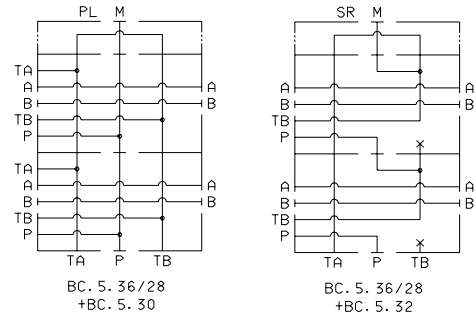 PL M
TA
A A
B B
TB
P
TA
A A
B B
TB
P
TA P TB
BC.5.36/28
+BC.5.30
SR M
A A
B B
TB
P
A A
B B
TB
P
TA P TB
BC.5.36/28
+BC.5.32